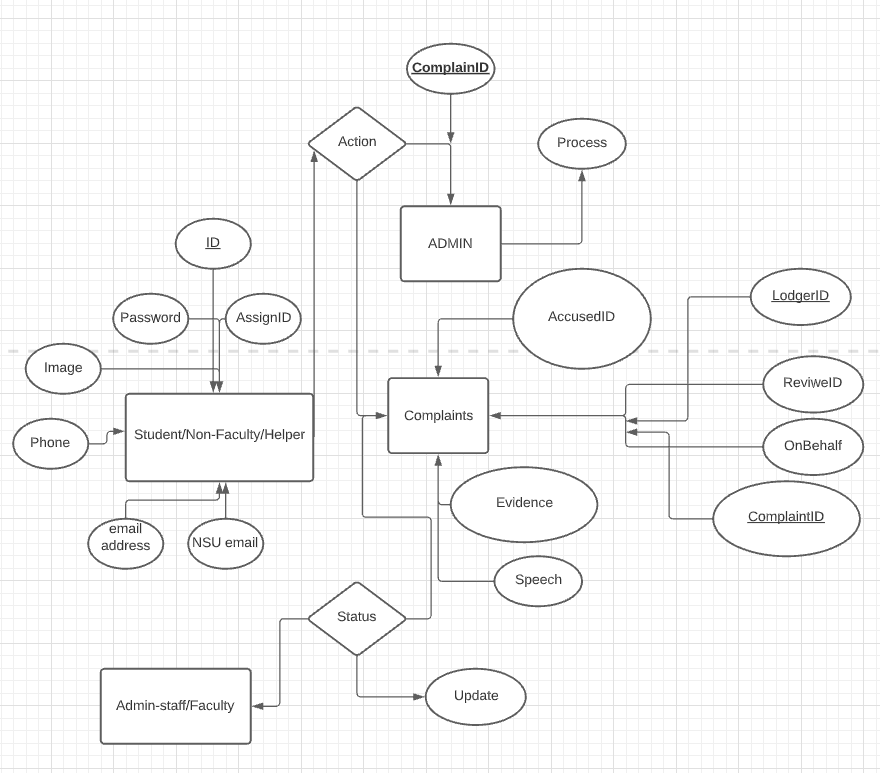 ComplainID
Action
Process
ADMIN
ID
Password
AssignID
AccusedID
LodgerID
Image
ReviweID
Phone
Student/Non-Faculty/Helper
Complaints
OnBehalf
Evidence
ComplaintID
email
address
NSU email
Speech
Status
Update
Admin-staff/Faculty